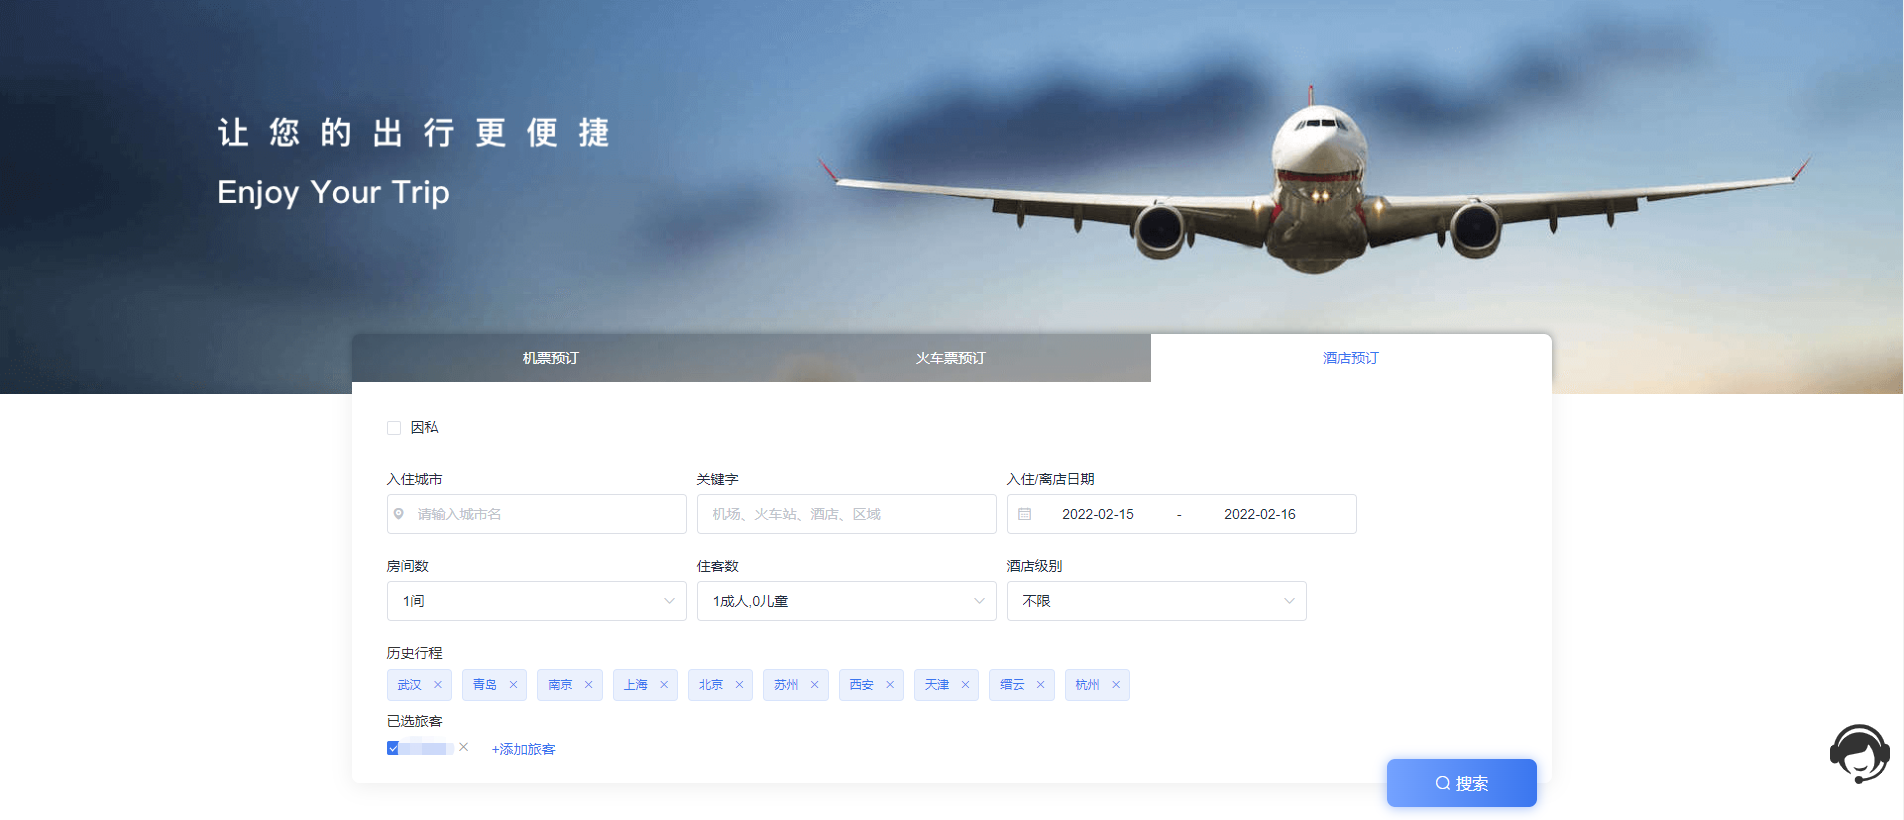 让您的出行更便捷
Enjoy Your Trip
机票预订 火车票预订 酒店预订
因私
入住城市 关键字 入住/离店日期
请输入城市名 机场、火车站、酒店、区域 2022-02-15 - 2022-02-16
房间数 住客数 酒店级别
1间 1成人,0儿童 不限
历史行程
武汉 × 青岛 × 南京 × 上海 × 北京 × 苏州 × 西安 × 天津 × 缙云 × 杭州 ×
已选旅客
× +添加旅客
搜索